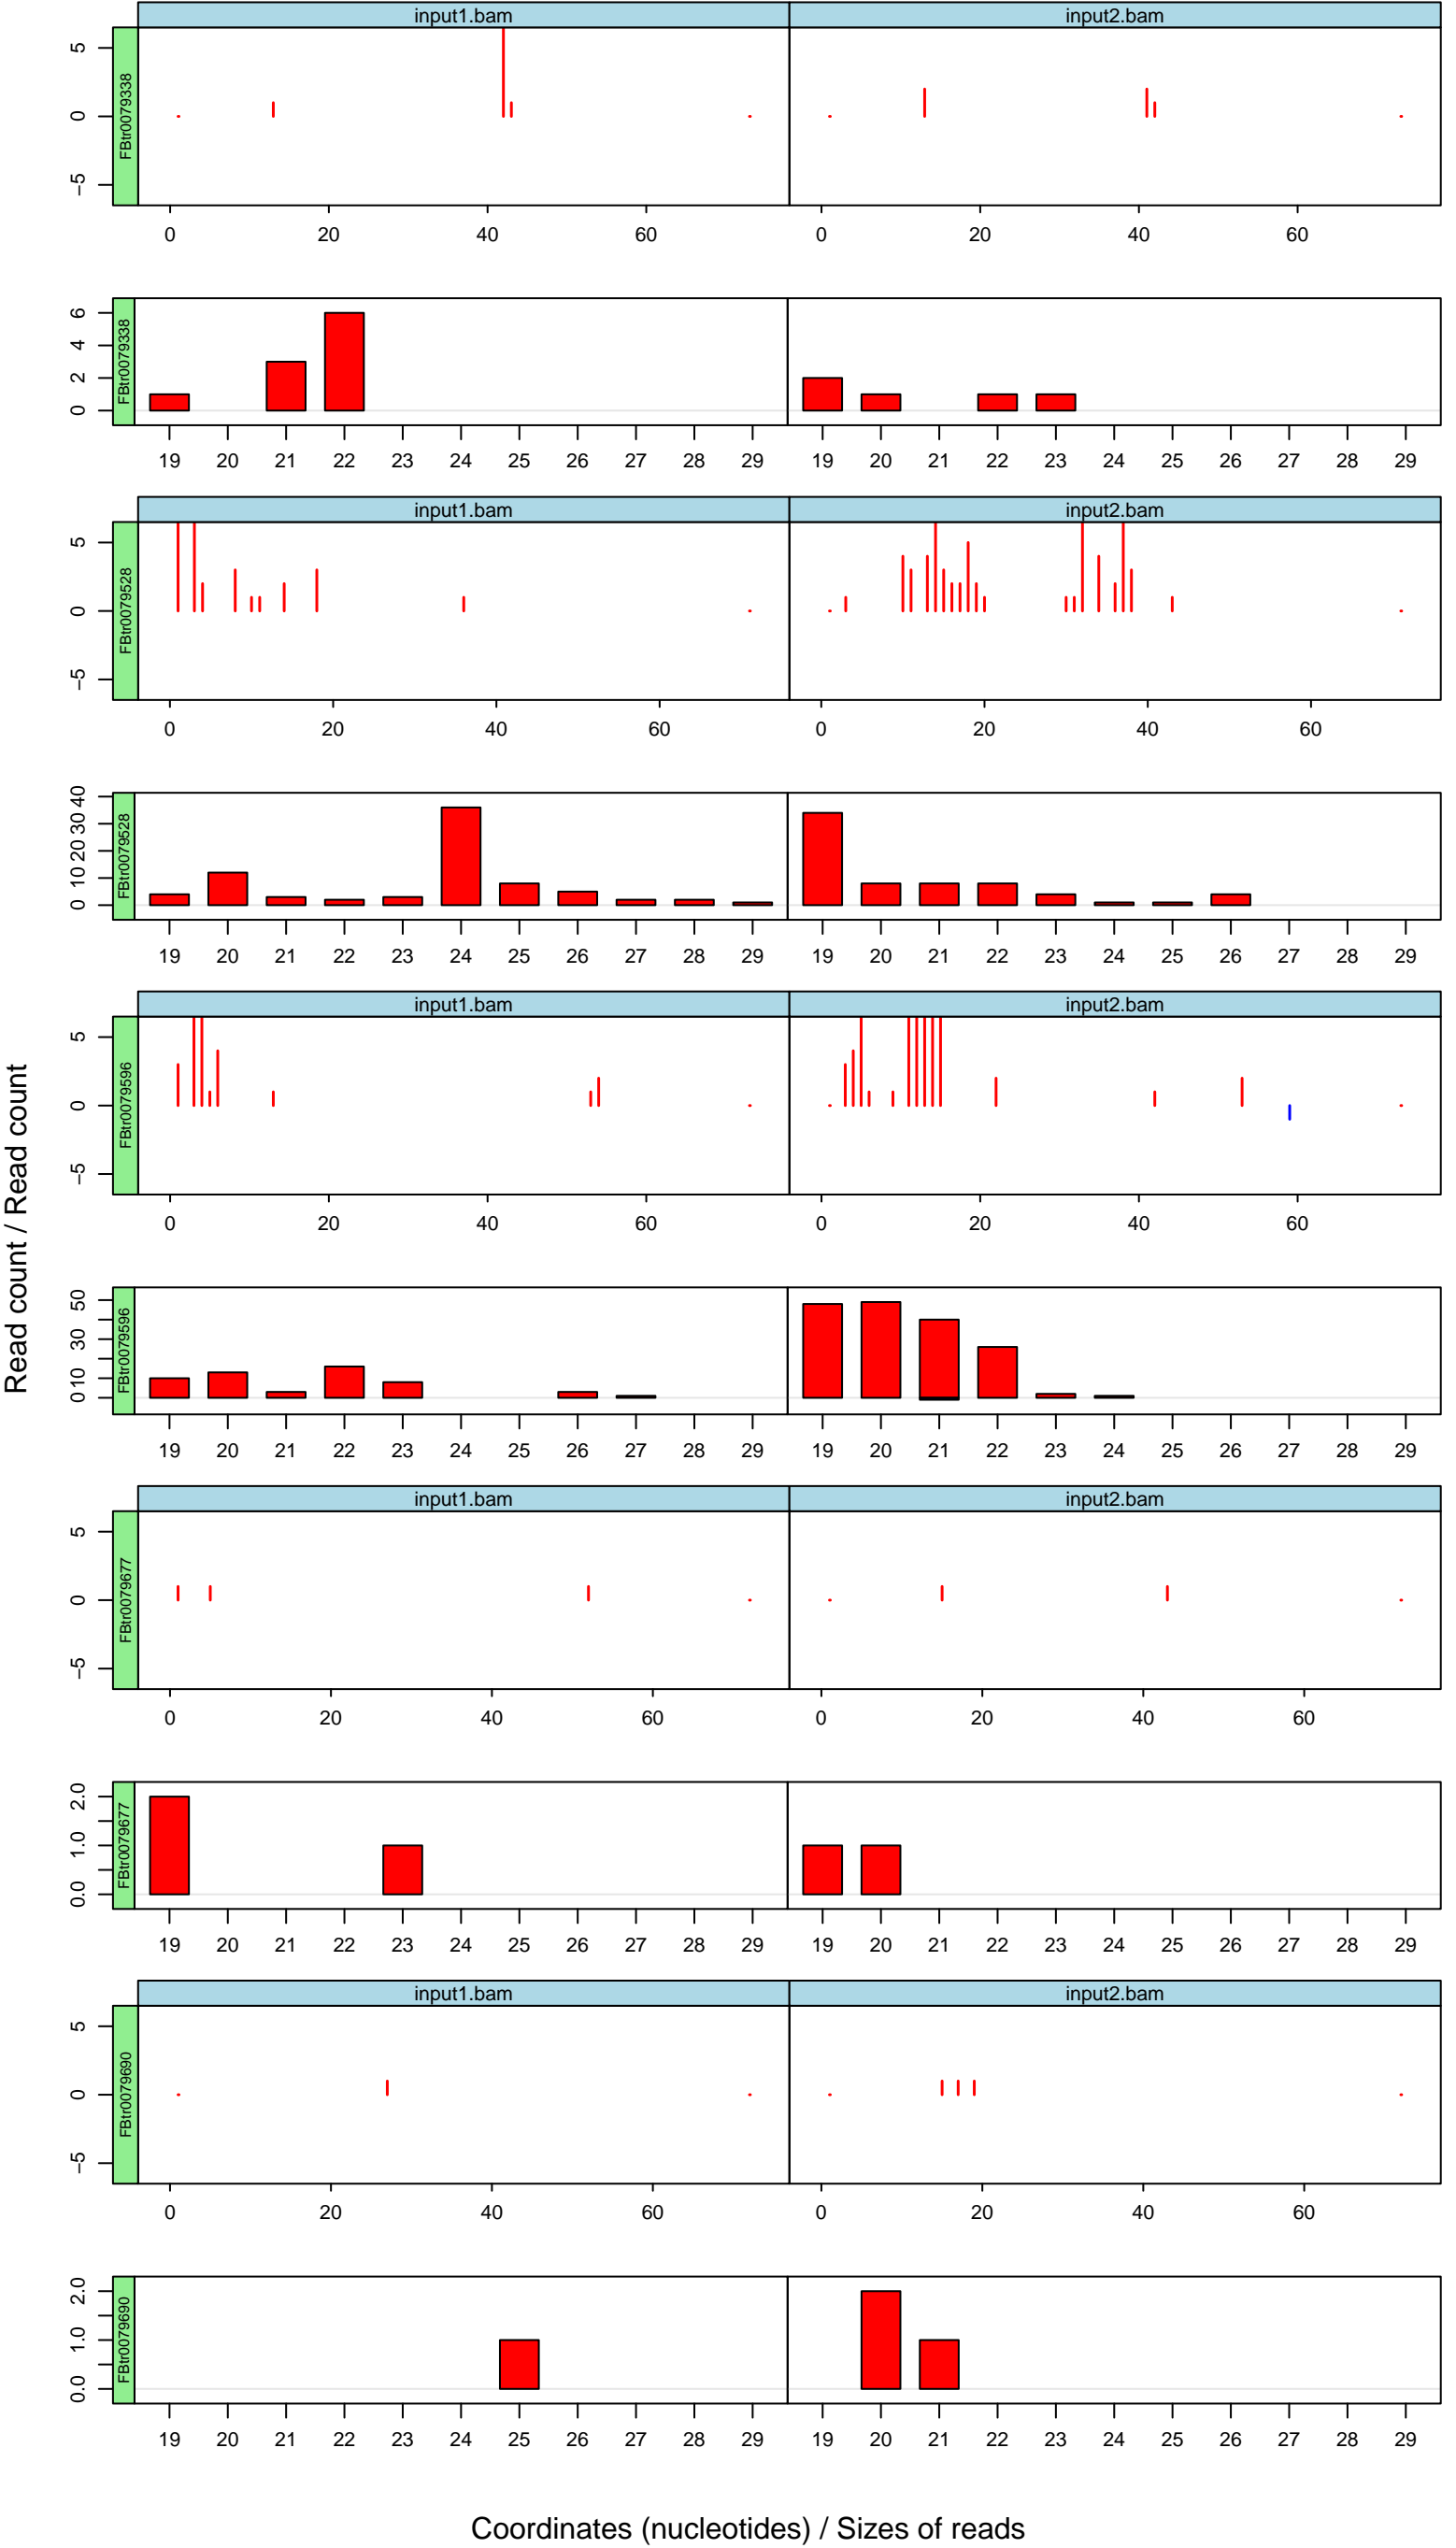 input1.bam input2.bam
FBtr0079338
5
0
−5
0 20 40 60 0 20 40 60
FBtr0079338
6
4
2
0
19 20 21 22 23 24 25 26 27 28 29 19 20 21 22 23 24 25 26 27 28 29
input1.bam input2.bam
FBtr0079528
5
0
−5
0 20 40 60 0 20 40 60
FBtr0079528
40
30
20
10
0
19 20 21 22 23 24 25 26 27 28 29 19 20 21 22 23 24 25 26 27 28 29
input1.bam input2.bam
FBtr0079596
5
0
−5
0 20 40 60 0 20 40 60
FBtr0079596
50
30
10
0
19 20 21 22 23 24 25 26 27 28 29 19 20 21 22 23 24 25 26 27 28 29
input1.bam input2.bam
FBtr0079677
5
0
−5
0 20 40 60 0 20 40 60
FBtr0079677
2.0
1.0
0.0
19 20 21 22 23 24 25 26 27 28 29 19 20 21 22 23 24 25 26 27 28 29
input1.bam input2.bam
FBtr0079690
5
0
−5
0 20 40 60 0 20 40 60
FBtr0079690
2.0
1.0
0.0
19 20 21 22 23 24 25 26 27 28 29 19 20 21 22 23 24 25 26 27 28 29
Read count / Read count
Coordinates (nucleotides) / Sizes of reads